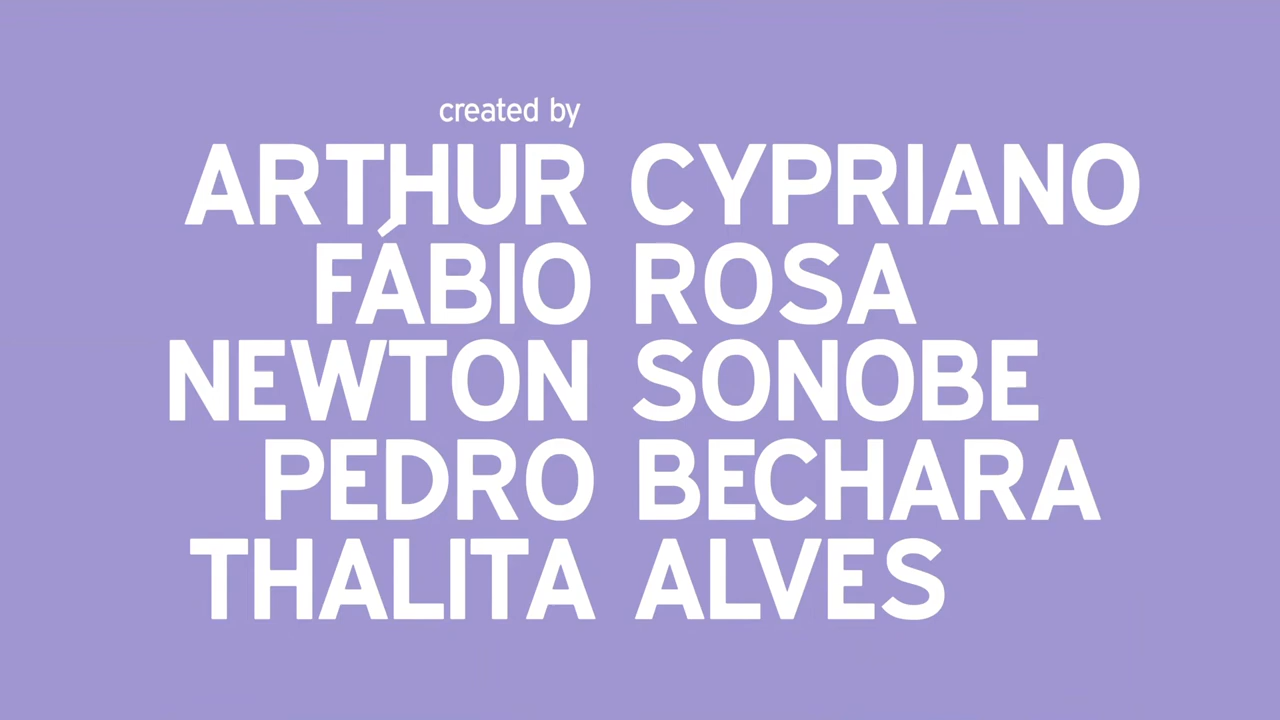 created by
ARTHUR CYPRIANO
FÁBIO ROSA
NEWTON SONOBE
PEDRO BECHARA
THALITA ALVES